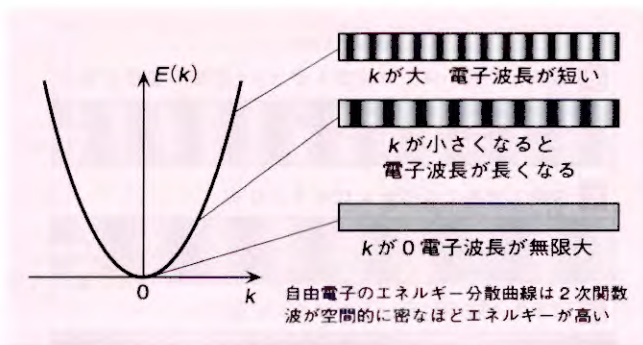 E(k)
0
k
kが大 電子波長が短い
kが小さくなると
電子波長が長くなる
kが0電子波長が無限大
自由電子のエネルギー分散曲線は2次関数
波が空間的に密なほどエネルギーが高い